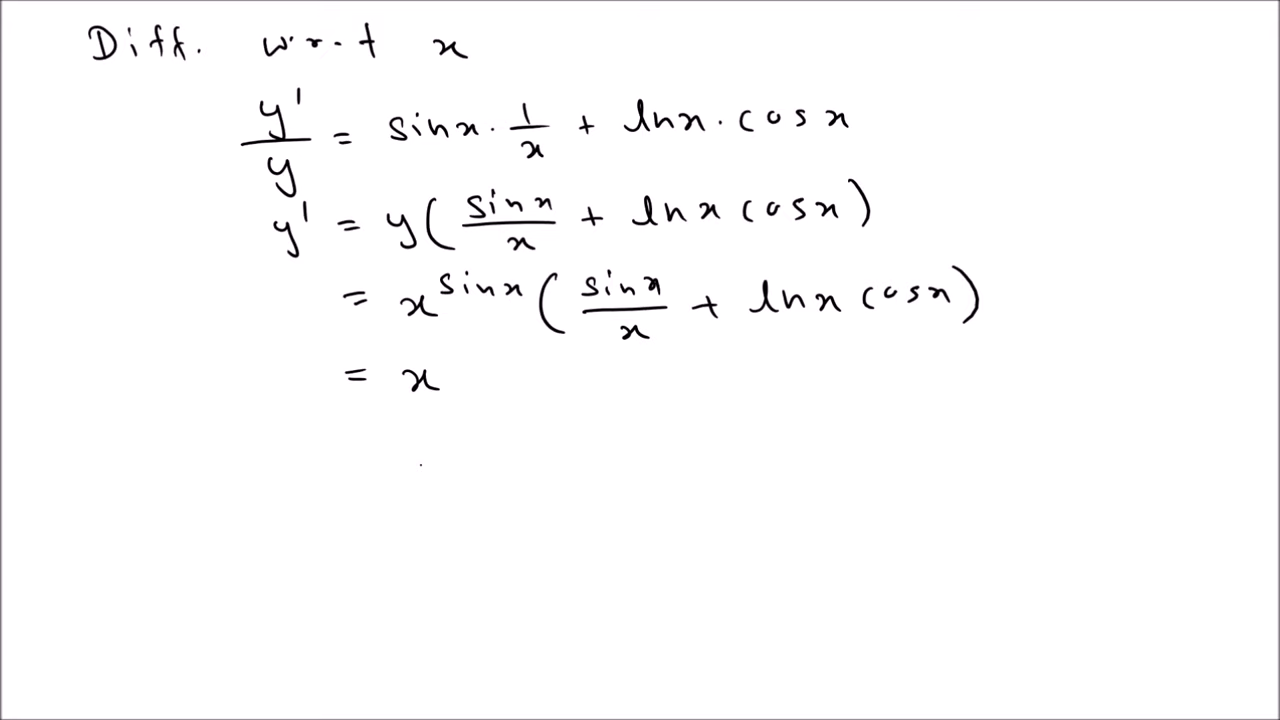 Diff. w.r.t x
y'/y = sinx · 1/x + lnx · cosx
y' = y( sinx/x + lnx cosx)
= x^sinx ( sinx/x + lnx cosx)
= x